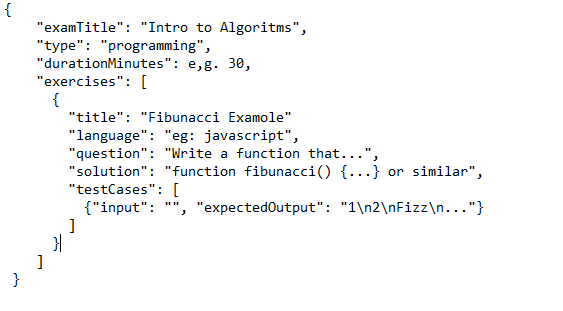 {
"examTitle": "Intro to Algoritms",
"type": "programming",
"durationMinutes": e,g. 30,
"exercises": [
{
"title": "Fibunacci Examole"
"language": "eg: javascript",
"question": "Write a function that...",
"solution": "function fibunacci() {...} or similar",
"testCases": [
{"input": "", "expectedOutput": "1\n2\nFizz\n..."}
]
}
]
}